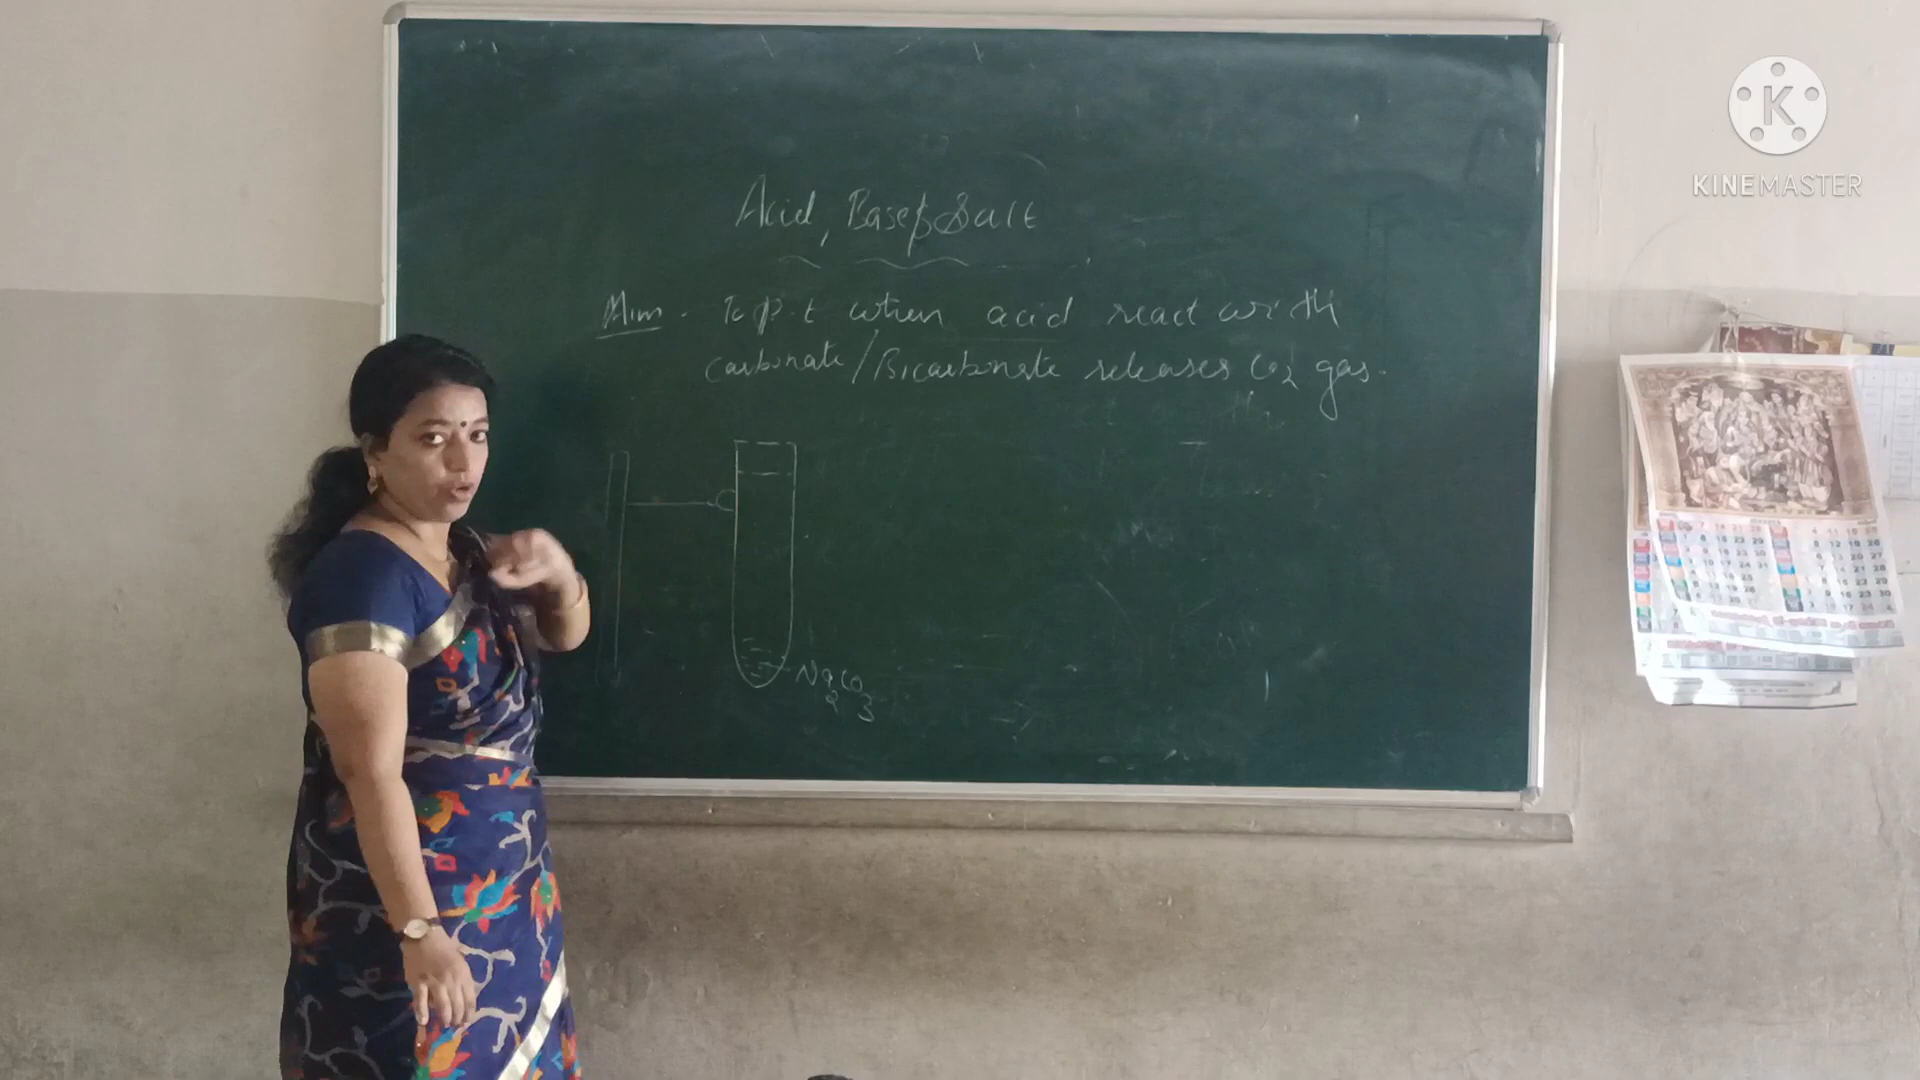 Acid, Base & Salt
Aim - To p.t when acid react with
carbonate/Bicarbonate releases CO2 gas.
Na2CO3
KINEMASTER